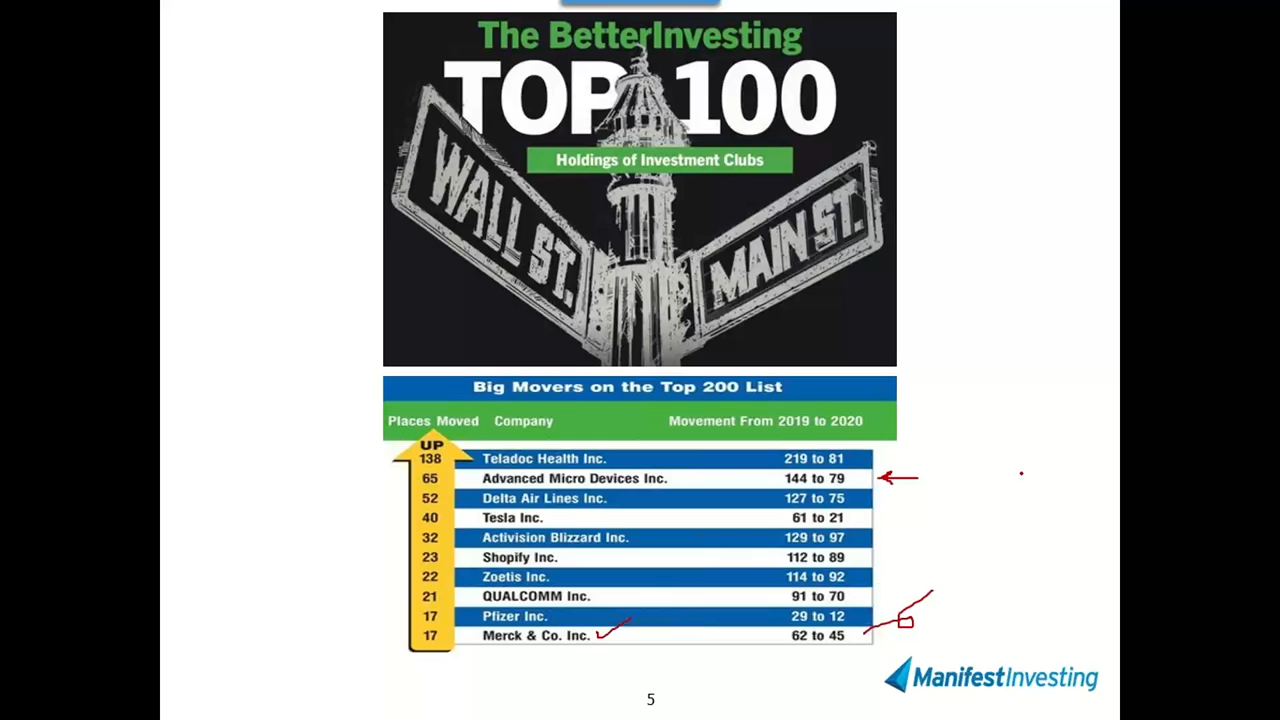 The BetterInvesting
TOP 100
Holdings of Investment Clubs
WALL ST.
MAIN ST.
Big Movers on the Top 200 List
Places Moved Company Movement From 2019 to 2020
UP
138 Teladoc Health Inc. 219 to 81
65 Advanced Micro Devices Inc. 144 to 79
52 Delta Air Lines Inc. 127 to 75
40 Tesla Inc. 61 to 21
32 Activision Blizzard Inc. 129 to 97
23 Shopify Inc. 112 to 89
22 Zoetis Inc. 114 to 92
21 QUALCOMM Inc. 91 to 70
17 Pfizer Inc. 29 to 12
17 Merck & Co. Inc. 62 to 45
ManifestInvesting
5